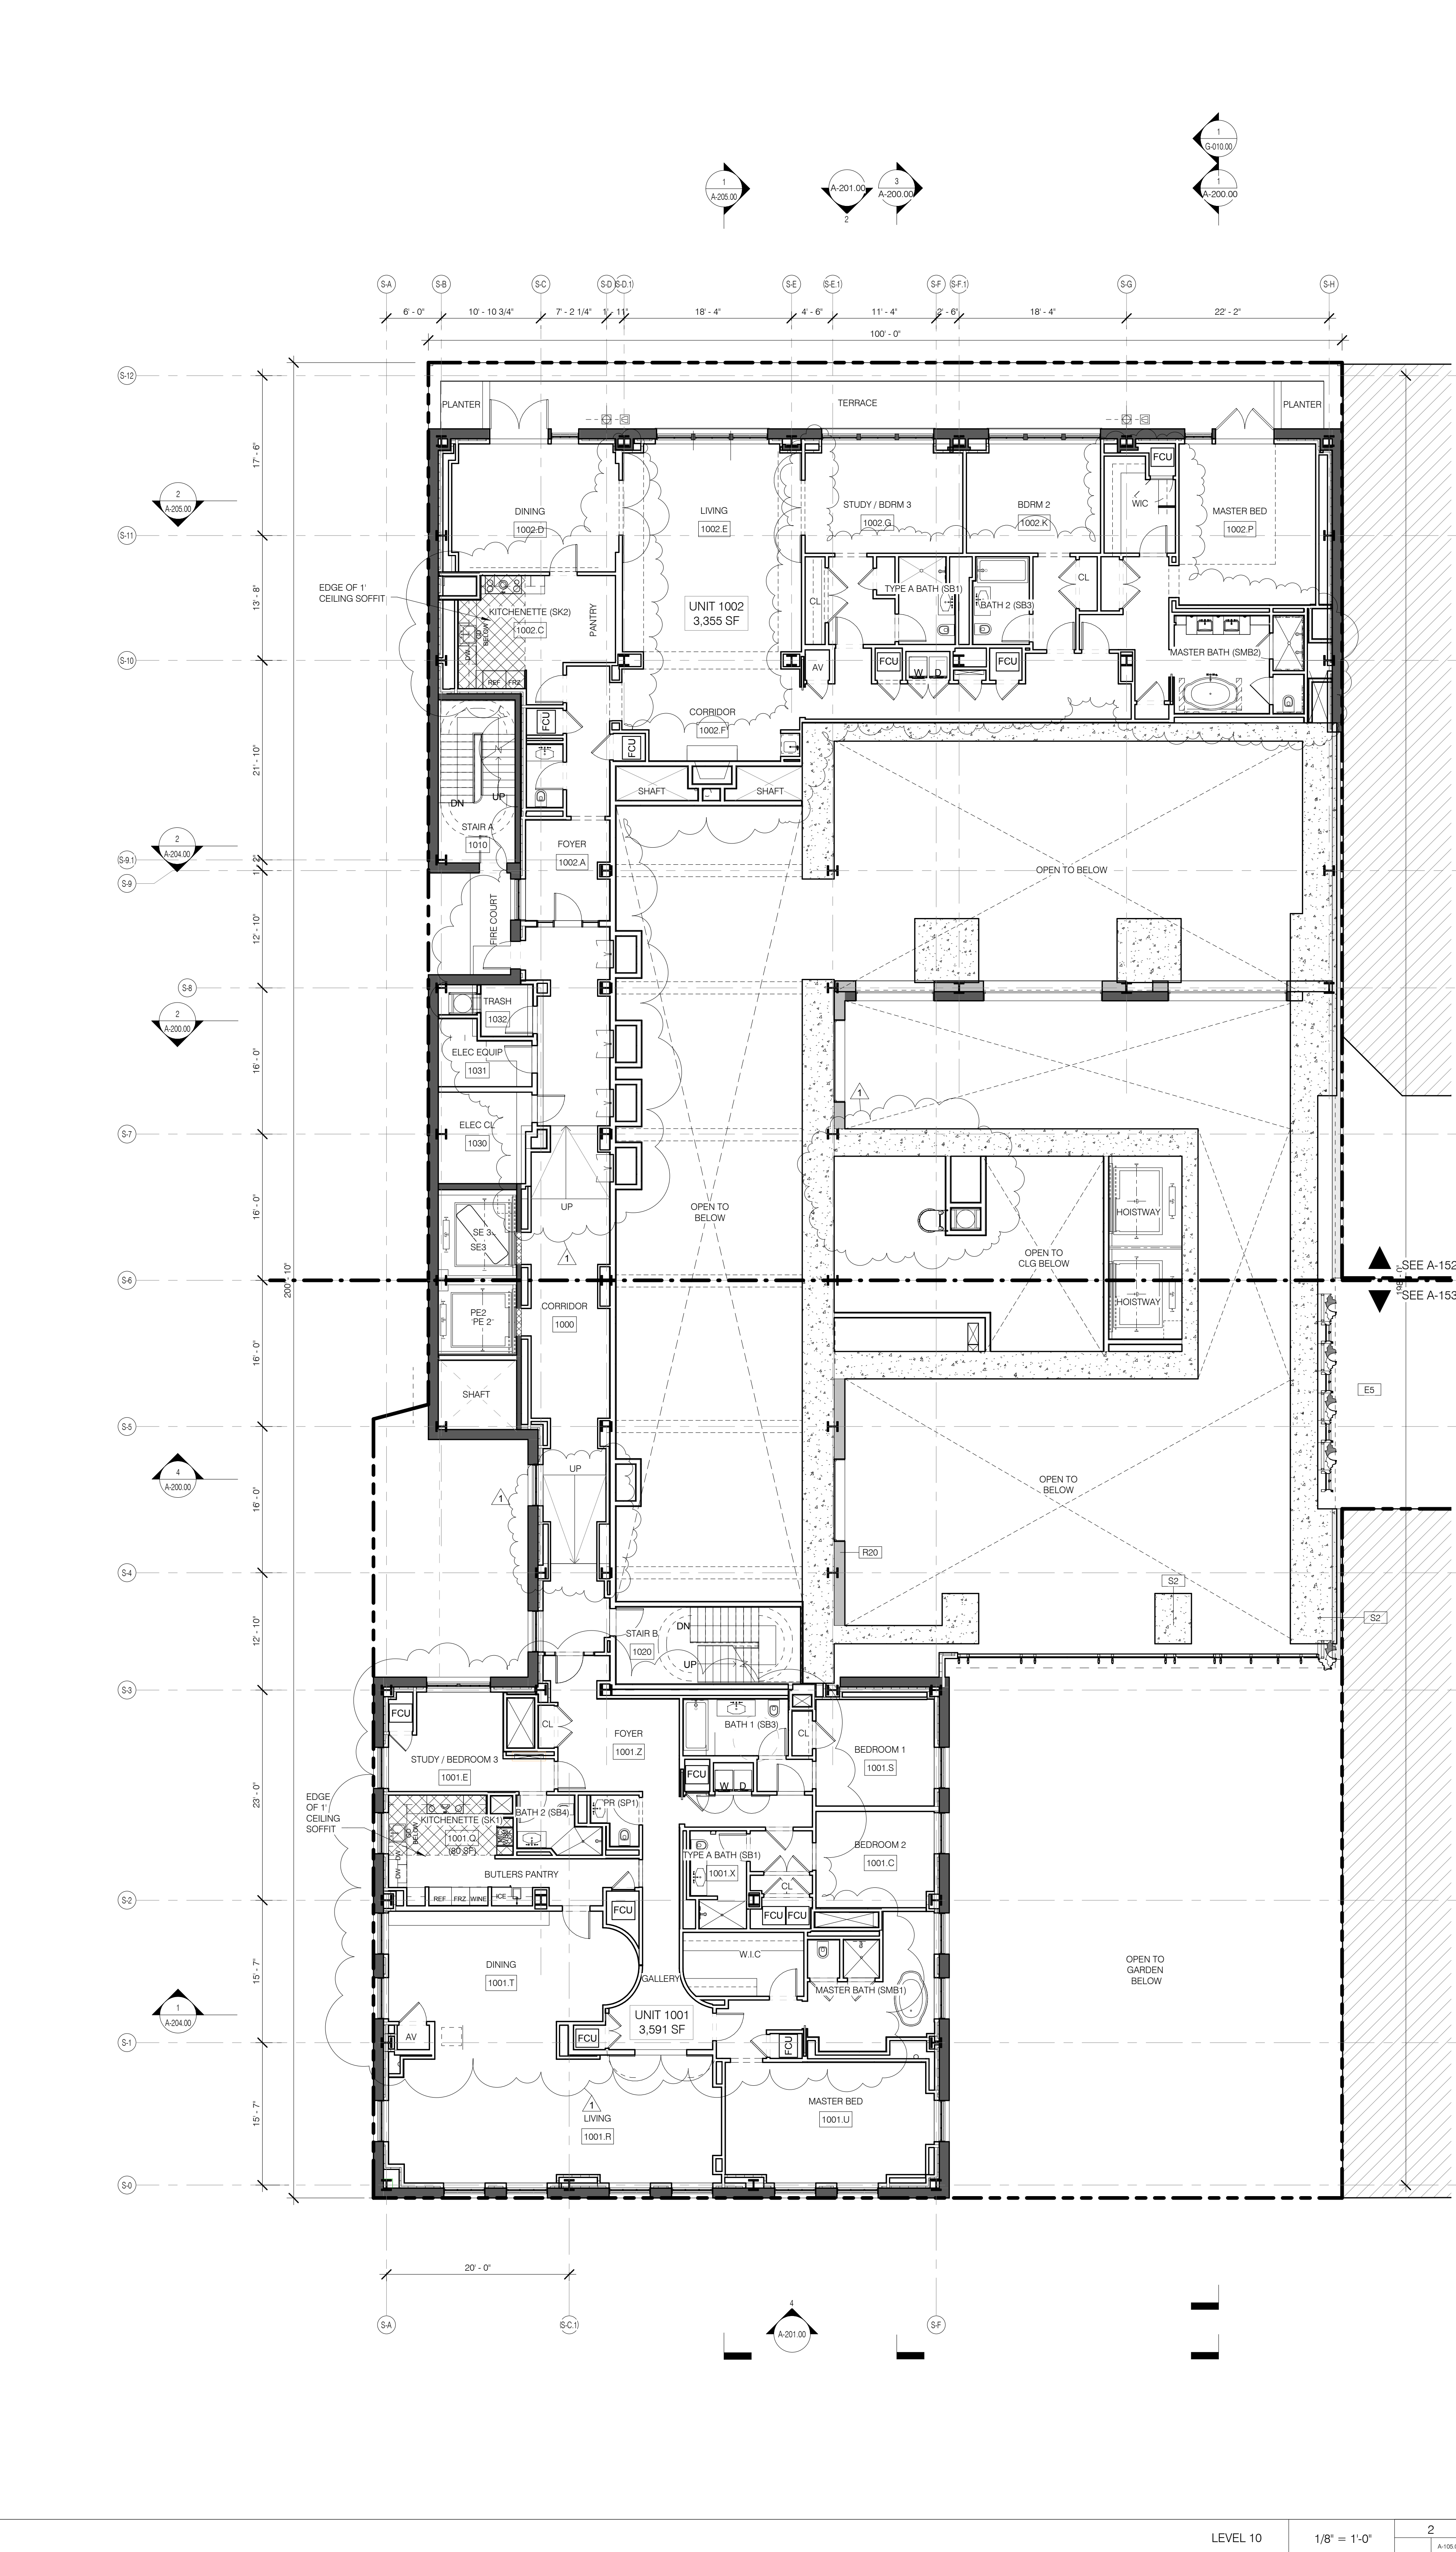 1
G-010.00
1
A-205.00
A-201.00
2
3
A-200.00
1
A-200.00
S-A
S-B
S-C
S-D
(S-D.1)
S-E
(S-E.1)
S-F
(S-F.1)
S-G
S-H
6' - 0"
10' - 10 3/4"
7' - 2 1/4"
1' - 11"
18' - 4"
4' - 6"
11' - 4"
2' - 6"
18' - 4"
22' - 2"
100' - 0"
S-12
PLANTER
TERRACE
PLANTER
17' - 6"
FCU
2
A-205.00
DINING
1002.D
LIVING
1002.E
STUDY / BDRM 3
1002.G
BDRM 2
1002.K
WIC
MASTER BED
1002.P
S-11
EDGE OF 1'
CEILING SOFFIT
13' - 8"
KITCHENETTE (SK2)
1002.C
BELOW
DW
REF
FRZ
PANTRY
UNIT 1002
3,355 SF
CL
TYPE A BATH (SB1)
BATH 2 (SB3)
CL
MASTER BATH (SMB2)
S-10
AV
FCU
W
D
FCU
CORRIDOR
1002.F
FCU
FCU
21' - 10"
DN
UP
STAIR A
1010
SHAFT
SHAFT
FOYER
1002.A
2
A-204.00
(S-9.1)
S-9
OPEN TO BELOW
FIRE COURT
12' - 10"
S-8
TRASH
1032
2
A-200.00
ELEC EQUIP
1031
16' - 0"
1
ELEC CL
1030
S-7
16' - 0"
UP
SE 3
SE3
1
OPEN TO
BELOW
HOISTWAY
OPEN TO
CLG BELOW
S-6
200' - 10"
SEE A-152
SEE A-153
HOISTWAY
PE2
PE 2
CORRIDOR
1000
16' - 0"
SHAFT
E5
S-5
4
A-200.00
UP
1
16' - 0"
OPEN TO
BELOW
R20
S-4
S2
S2
12' - 10"
STAIR B
1020
DN
UP
S-3
FCU
CL
FOYER
1001.Z
BATH 1 (SB3)
CL
BEDROOM 1
1001.S
STUDY / BEDROOM 3
1001.E
FCU
W
D
EDGE
OF 1'
CEILING
SOFFIT
23' - 0"
KITCHENETTE (SK1)
1001.Q
(80 SF)
BELOW
DW
DW
BATH 2 (SB4)
PR (SP1)
TYPE A BATH (SB1)
1001.X
BEDROOM 2
1001.C
BUTLERS PANTRY
CL
S-2
REF
FRZ
WINE
ICE
FCU
FCU
FCU
DINING
1001.T
W.I.C
GALLERY
MASTER BATH (SMB1)
OPEN TO
GARDEN
BELOW
15' - 7"
1
A-204.00
UNIT 1001
3,591 SF
AV
FCU
FCU
S-1
1
LIVING
1001.R
MASTER BED
1001.U
15' - 7"
S-0
20' - 0"
S-A
(S-C.1)
S-F
4
A-201.00
LEVEL 10
1/8" = 1'-0"
2